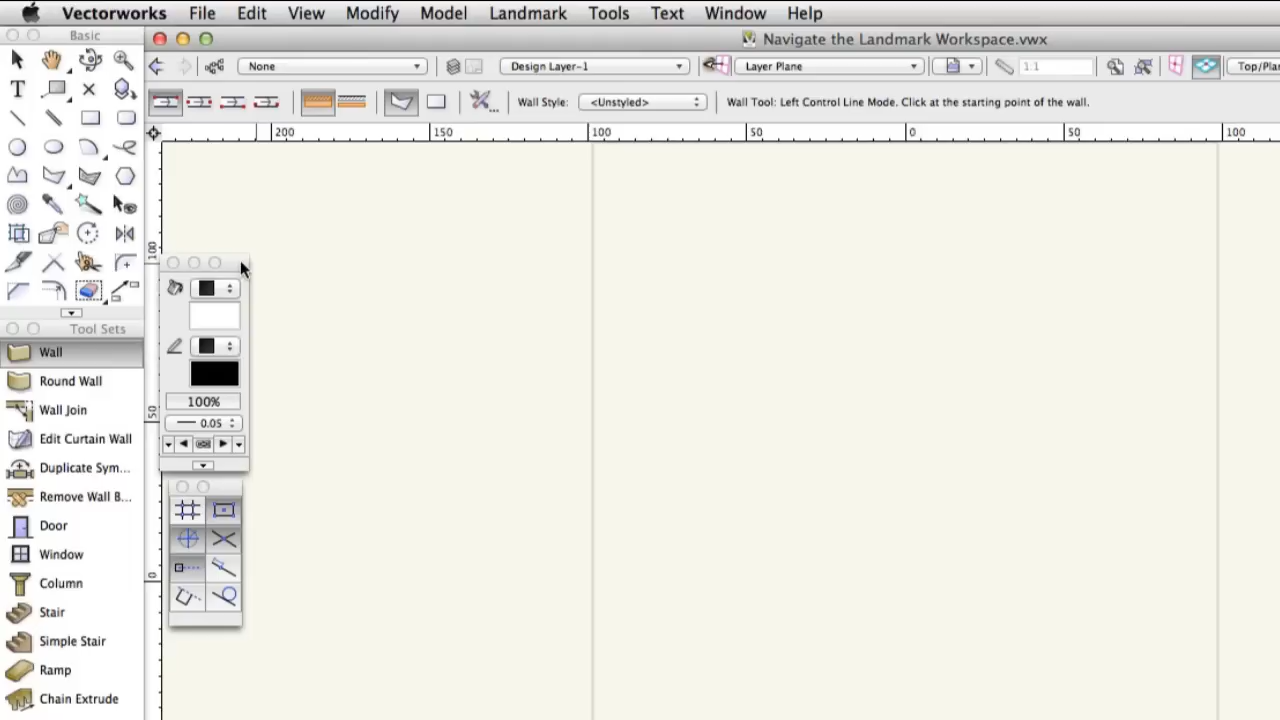 Vectorworks File Edit View Modify Model Landmark Tools Text Window Help
Basic
Navigate the Landmark Workspace.vwx
None
Design Layer-1
Layer Plane
1:1
Top/Plan
Wall Style: <Unstyled>
Wall Tool: Left Control Line Mode. Click at the starting point of the wall.
200 150 100 50 0 50 100
100
50
0
100%
0.05
Tool Sets
Wall
Round Wall
Wall Join
Edit Curtain Wall
Duplicate Sym...
Remove Wall B...
Door
Window
Column
Stair
Simple Stair
Ramp
Chain Extrude